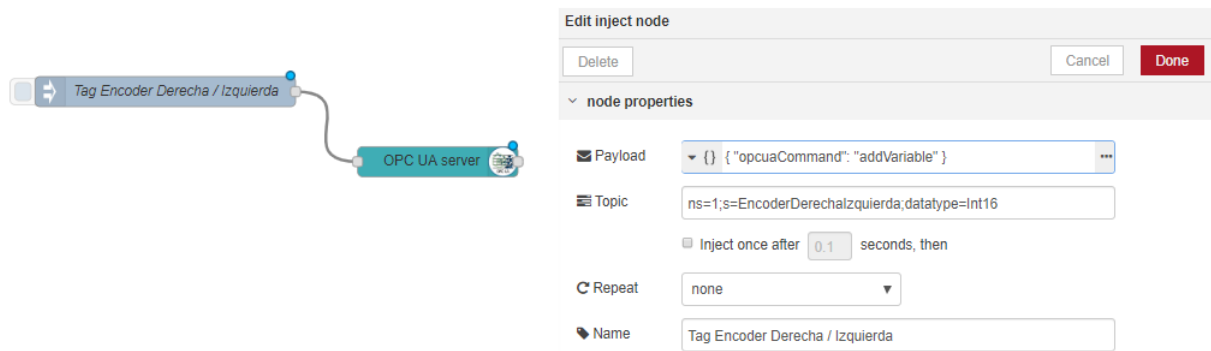 Tag Encoder Derecha / Izquierda
OPC UA server
Edit inject node
Delete
Cancel
Done
node properties
Payload
{} { "opcuaCommand": "addVariable" }
...
Topic
ns=1;s=EncoderDerechaIzquierda;datatype=Int16
Inject once after 0.1 seconds, then
Repeat
none
Name
Tag Encoder Derecha / Izquierda